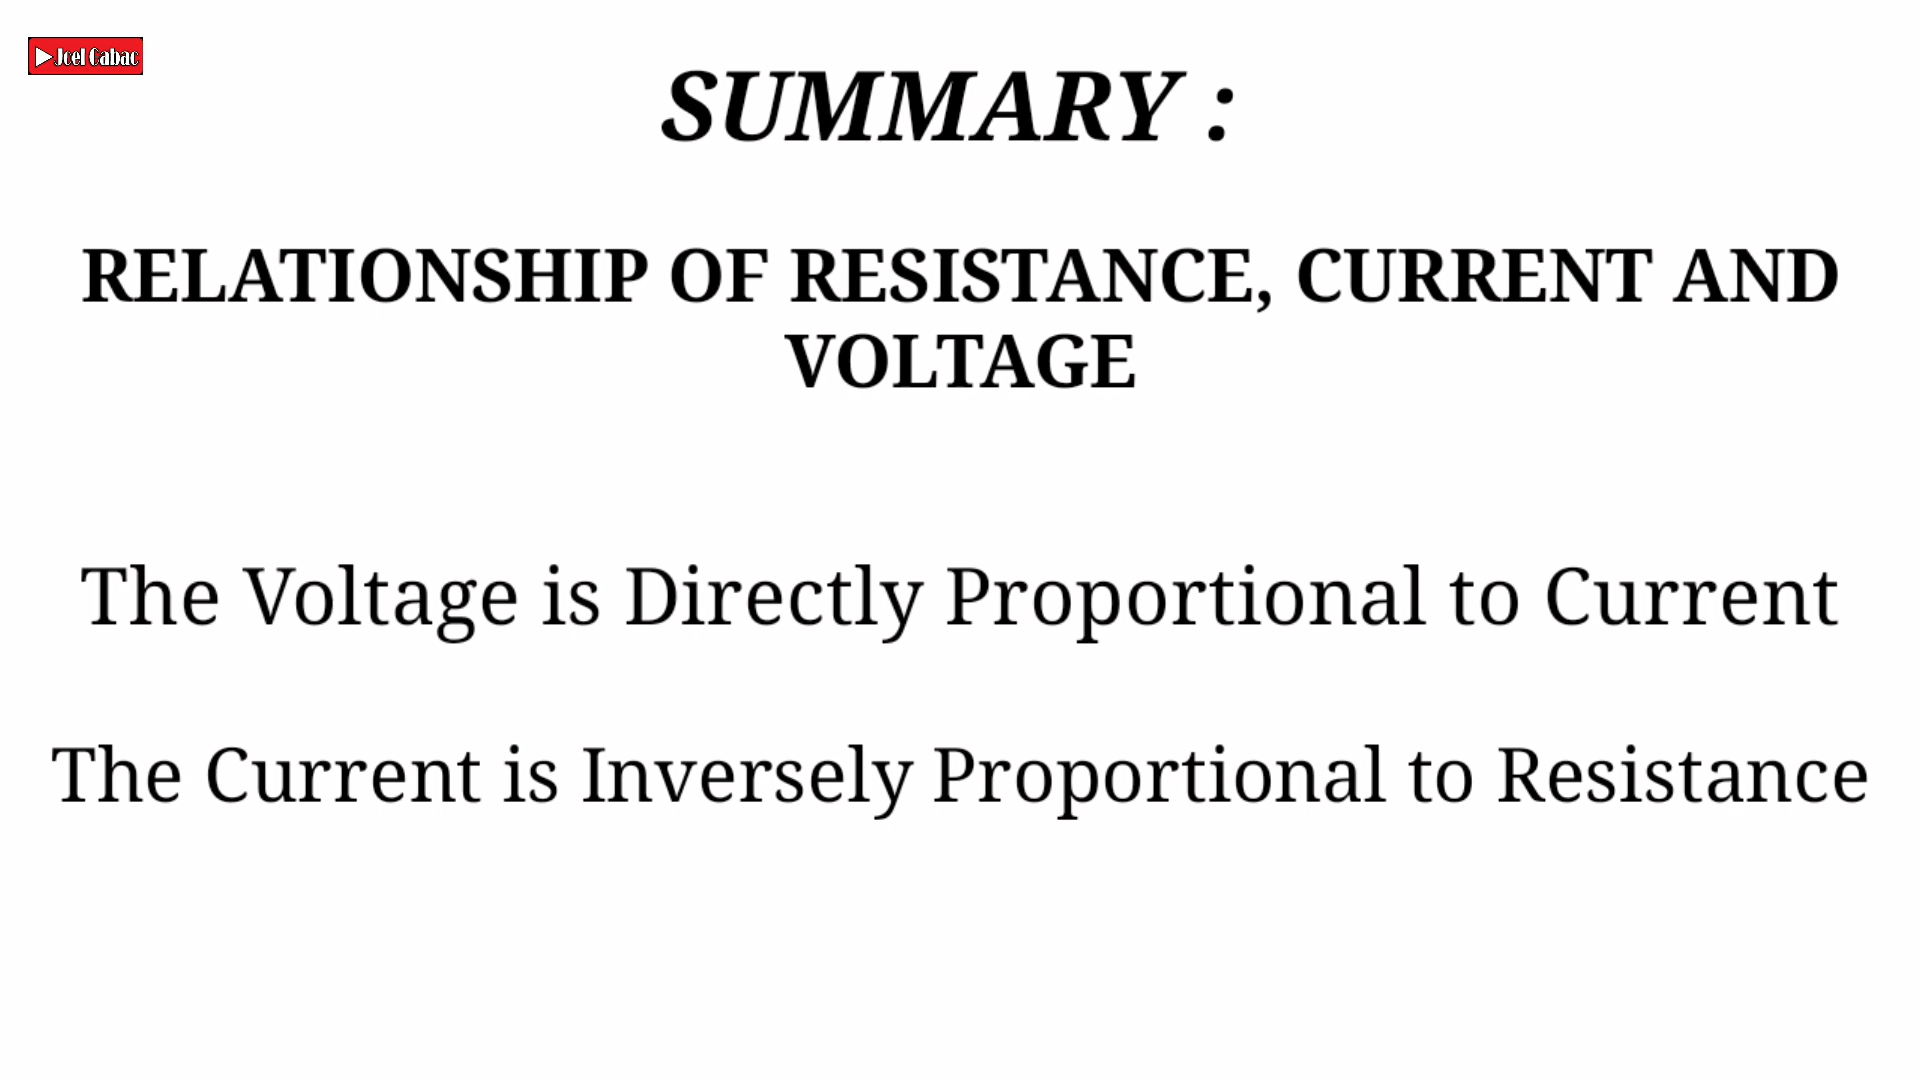 Joel Cabac
SUMMARY :
RELATIONSHIP OF RESISTANCE, CURRENT AND
VOLTAGE
The Voltage is Directly Proportional to Current
The Current is Inversely Proportional to Resistance